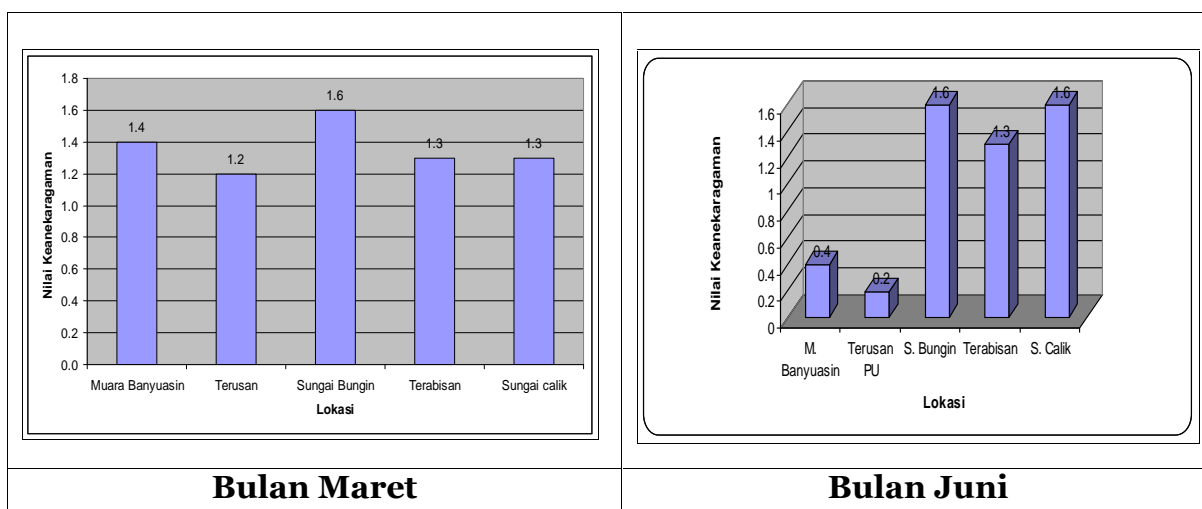 1.8
1.6
1.4
1.2
1.0
0.8
0.6
0.4
0.2
0.0
Nilai Keanekaragaman
1.4
1.2
1.6
1.3
1.3
Muara Banyuasin
Terusan
Sungai Bungin
Terabisan
Sungai calik
Lokasi
Bulan Maret
1.6
1.4
1.2
1
0.8
0.6
0.4
0.2
0
Nilai Keanekaragaman
0.4
0.2
1.6
1.3
1.6
M.
Banyuasin
Terusan
PU
S. Bungin
Terabisan
S. Calik
Lokasi
Bulan Juni